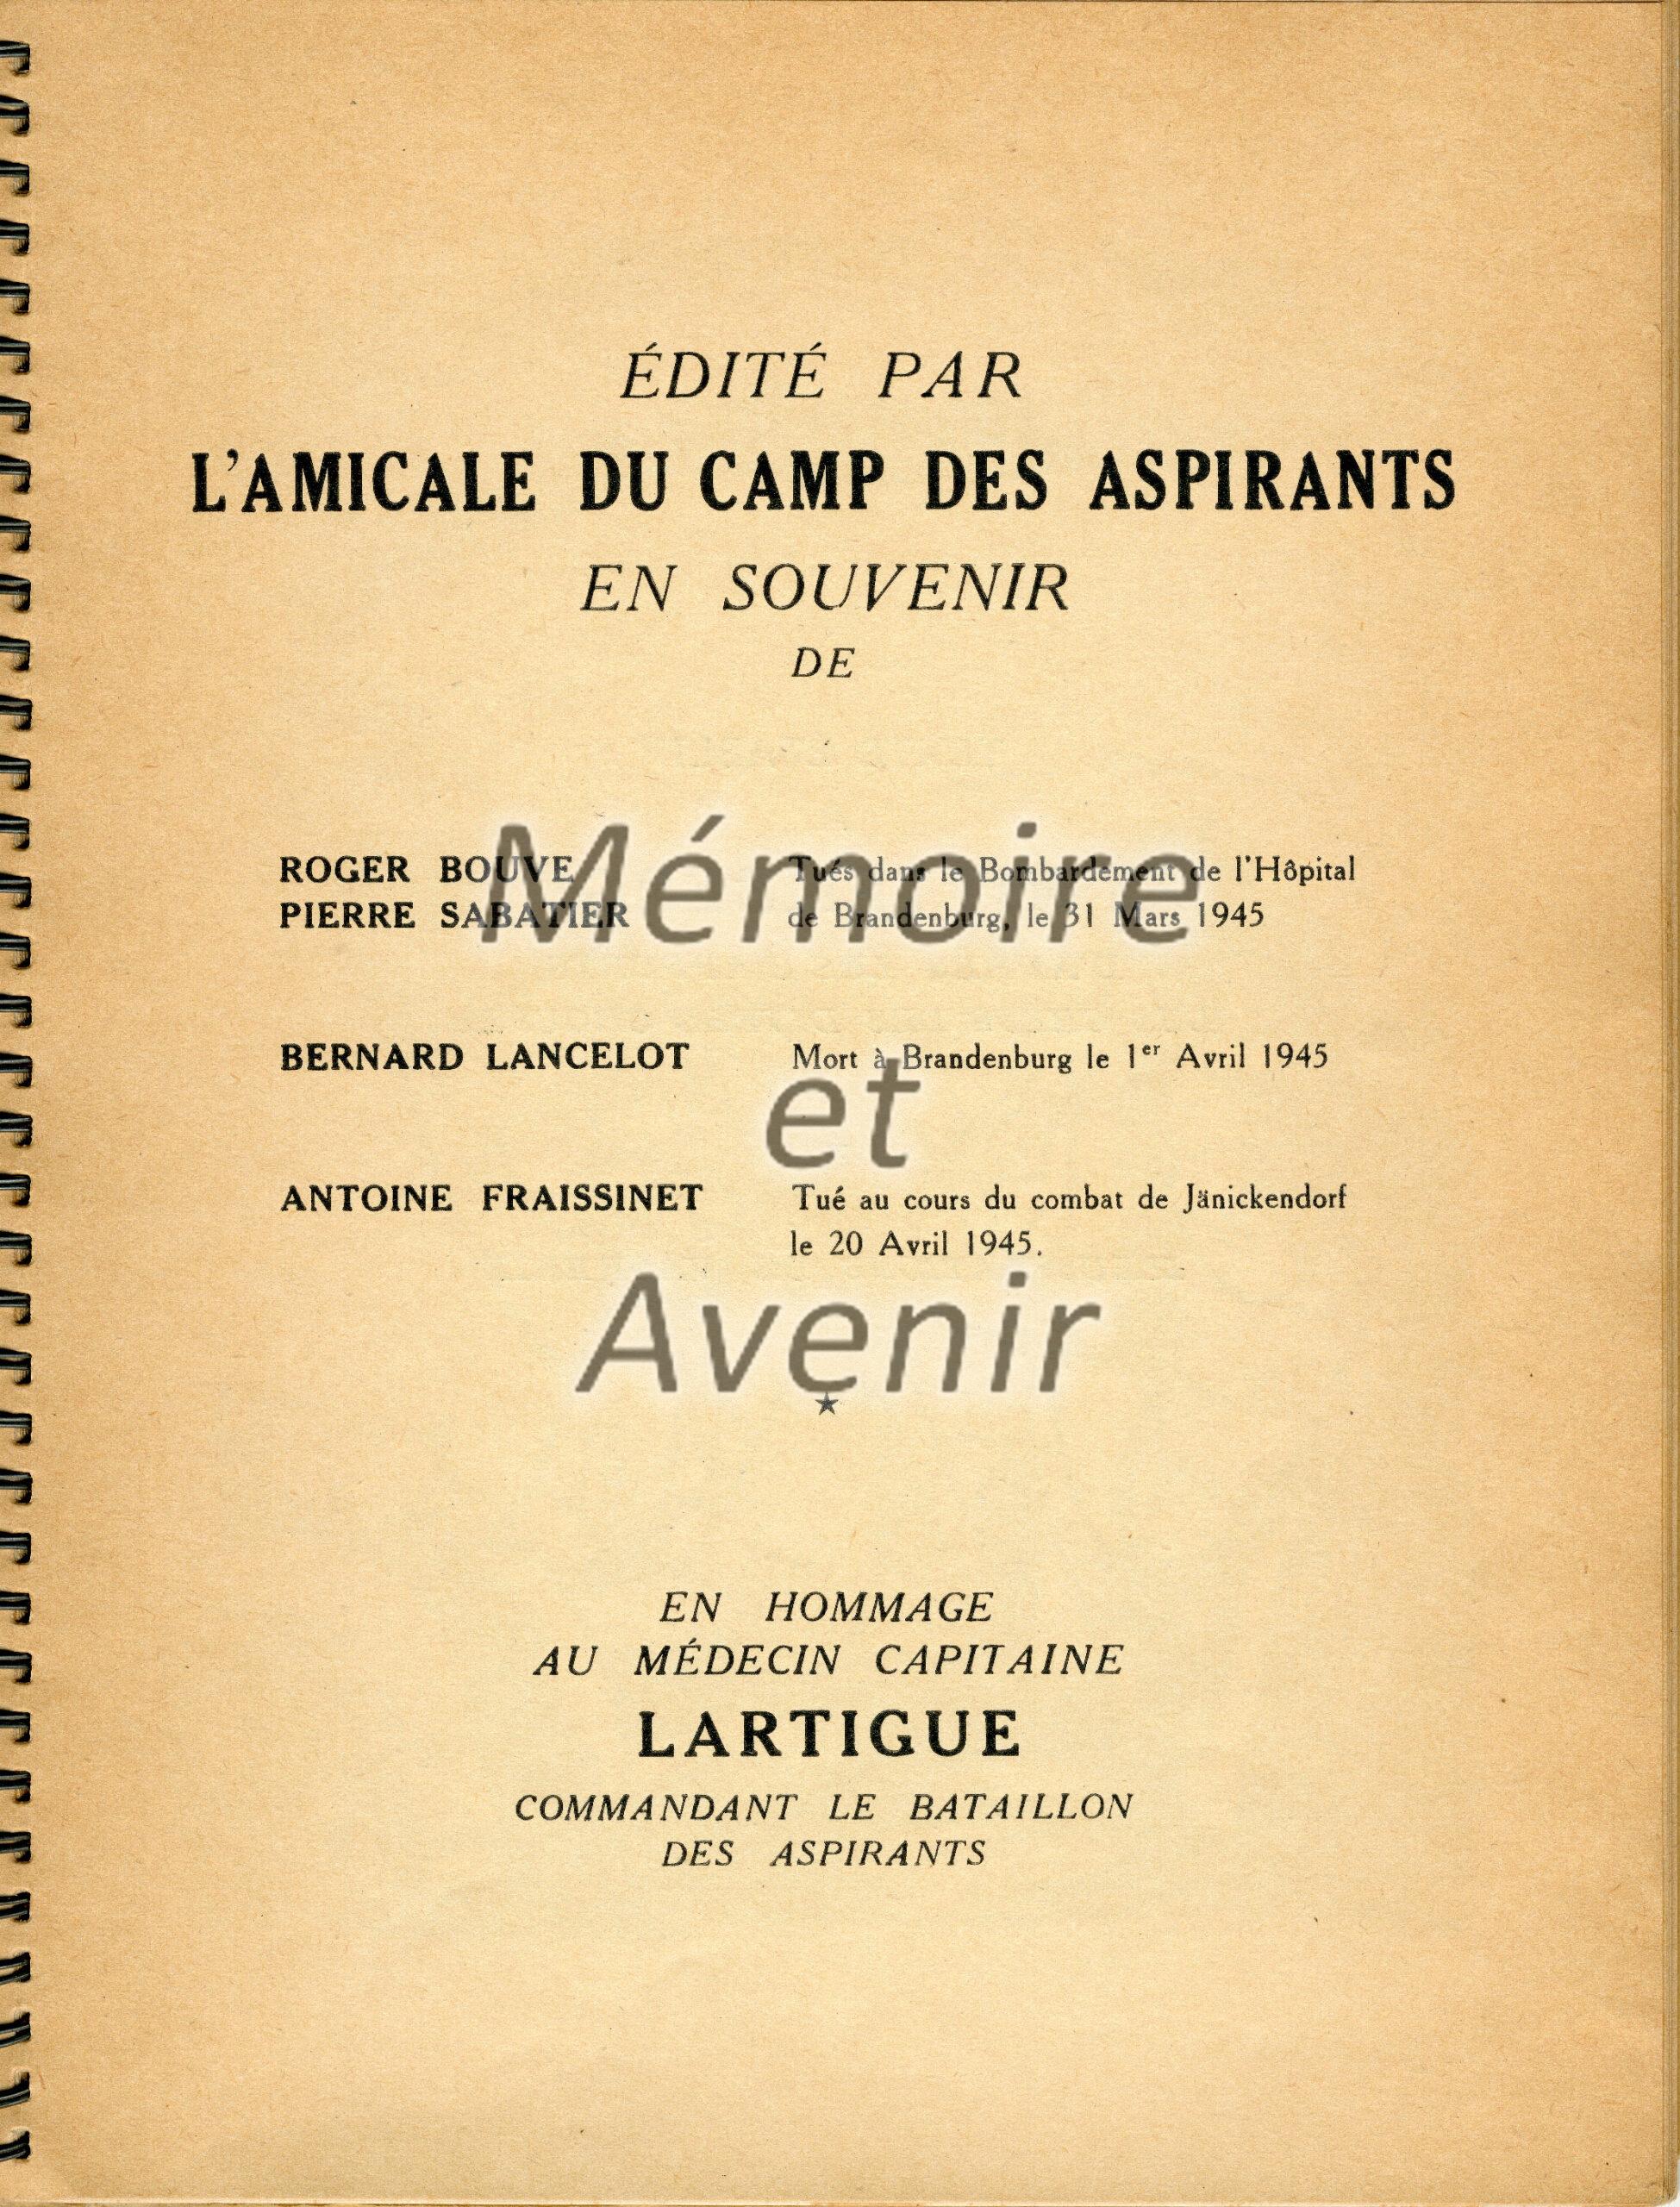 ÉDITÉ PAR
L'AMICALE DU CAMP DES ASPIRANTS
EN SOUVENIR
DE
ROGER BOUVE Tués dans le Bombardement de l'Hôpital
PIERRE SABATIER de Brandenburg, le 31 Mars 1945
Mémoire
BERNARD LANCELOT Mort à Brandenburg le 1er Avril 1945
et
ANTOINE FRAISSINET Tué au cours du combat de Jänickendorf
le 20 Avril 1945.
Avenir
EN HOMMAGE
AU MÉDECIN CAPITAINE
LARTIGUE
COMMANDANT LE BATAILLON
DES ASPIRANTS